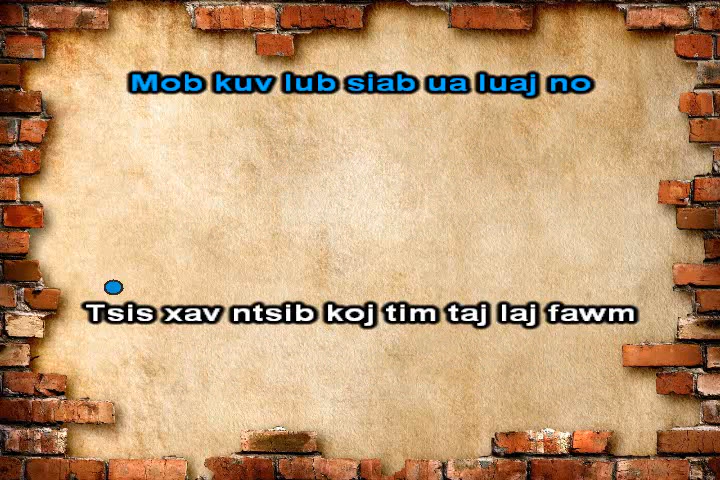 Mob kuv lub siab ua luaj no
Tsis xav ntsib koj tim taj laj fawm